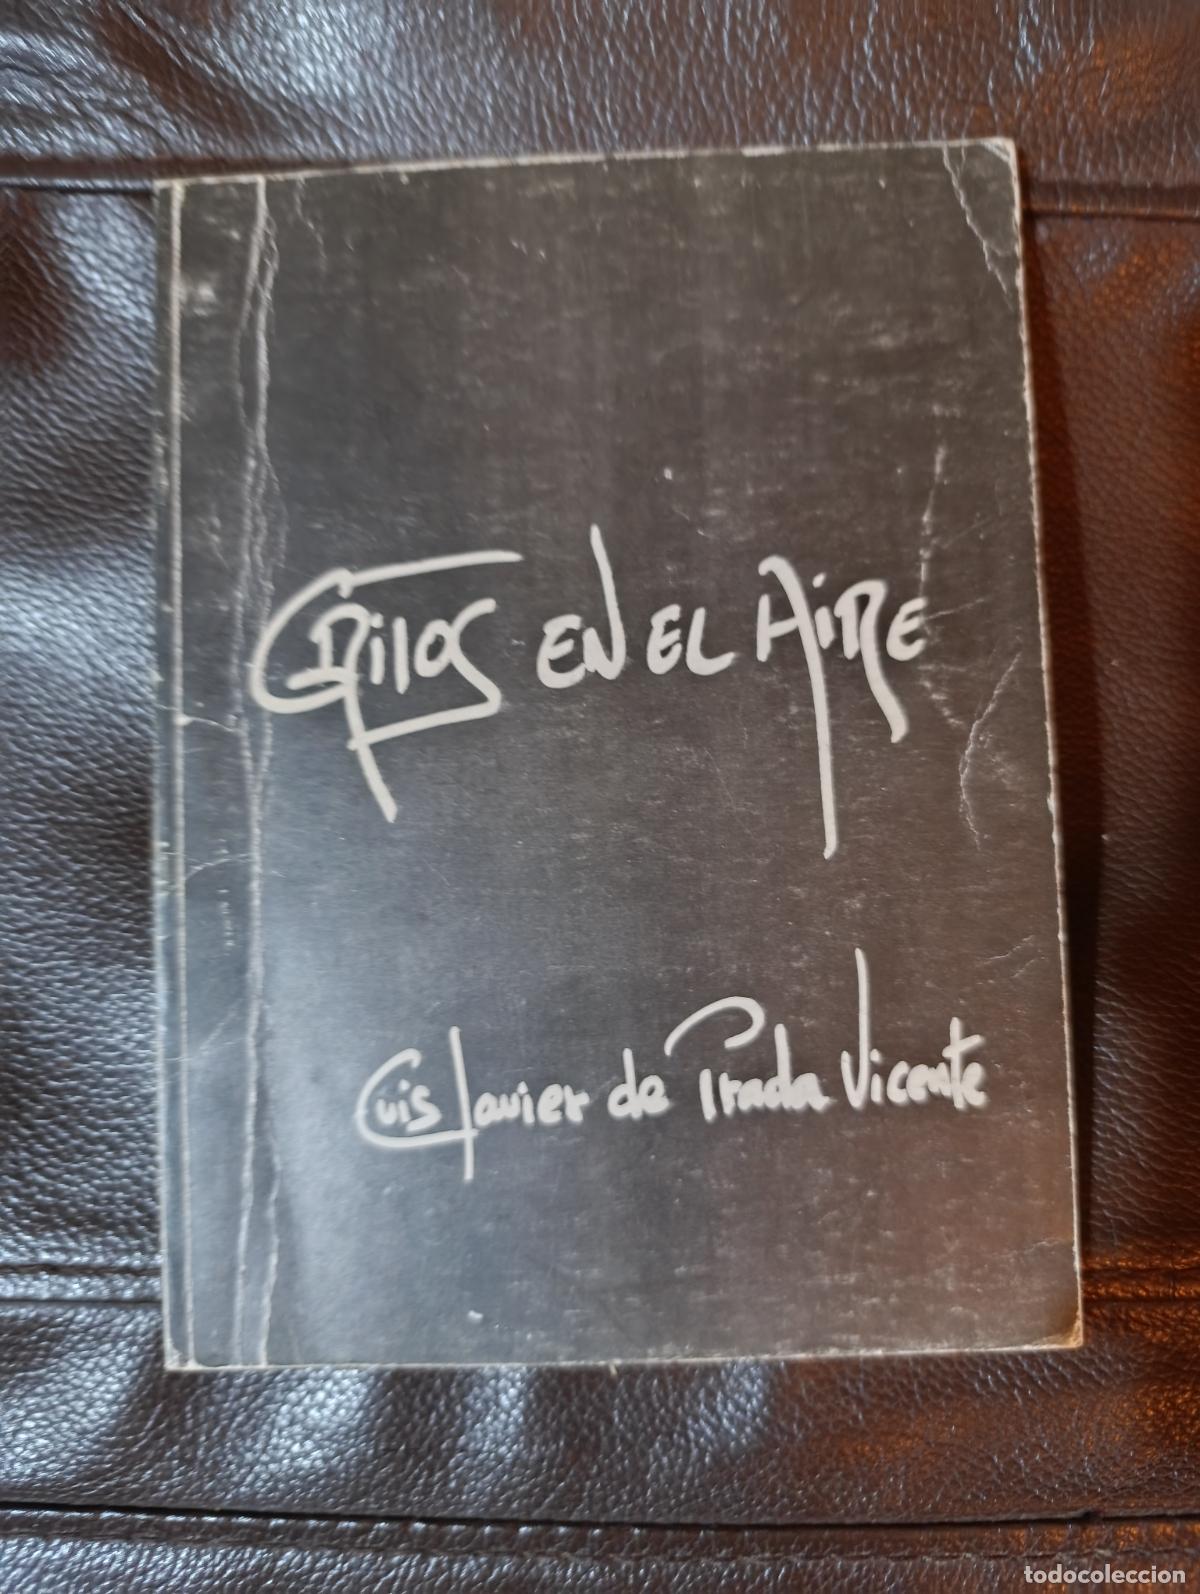 GRilOS EN EL AiRE
Luis Javier de Prada Vicente
todocoleccion